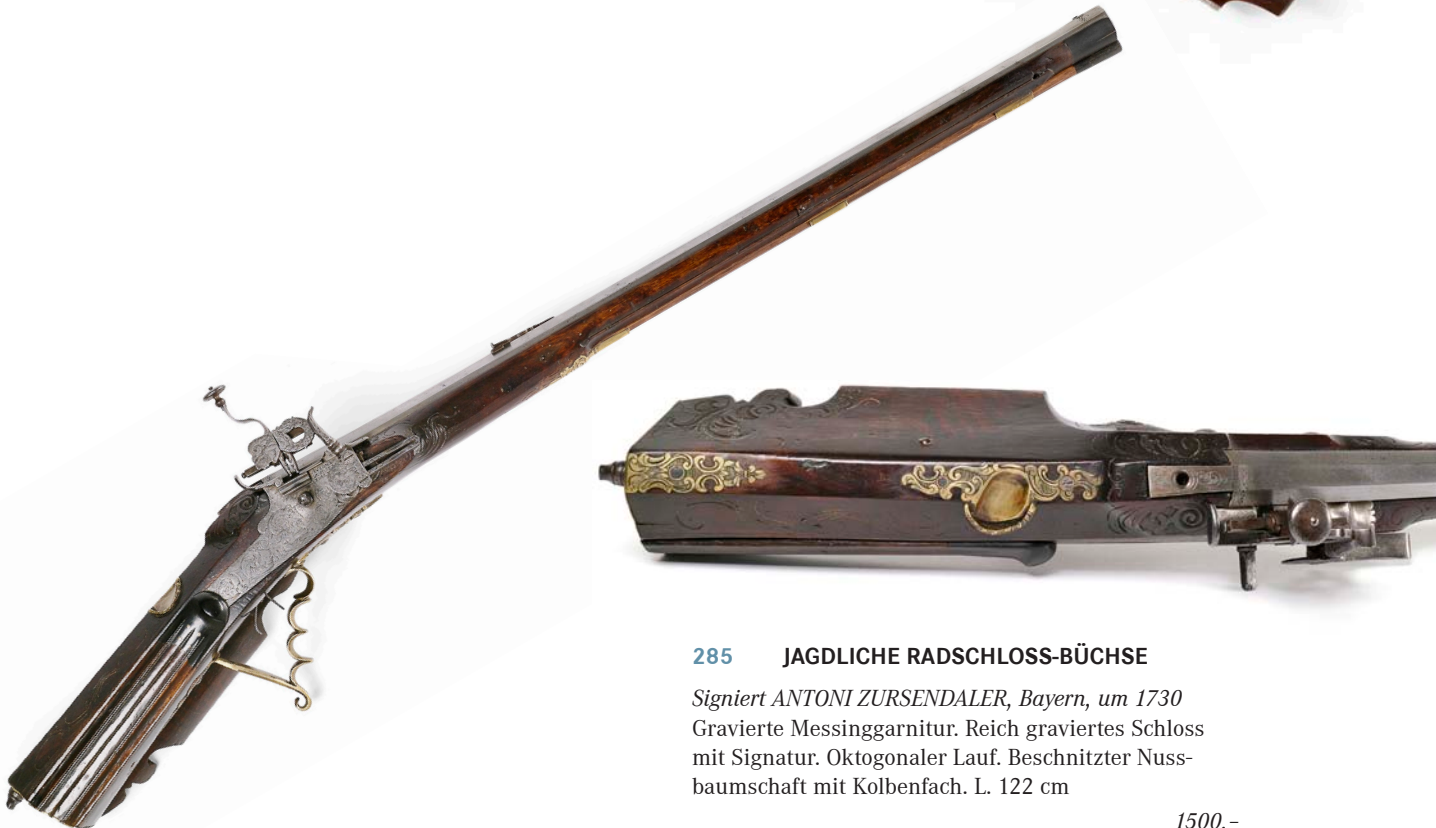 285 JAGDLICHE RADSCHLOSS-BÜCHSE
Signiert ANTONI ZURSENDALER, Bayern, um 1730
Gravierte Messinggarnitur. Reich graviertes Schloss
mit Signatur. Oktogonaler Lauf. Beschnitzter Nuss-
baumschaft mit Kolbenfach. L. 122 cm
1500.–